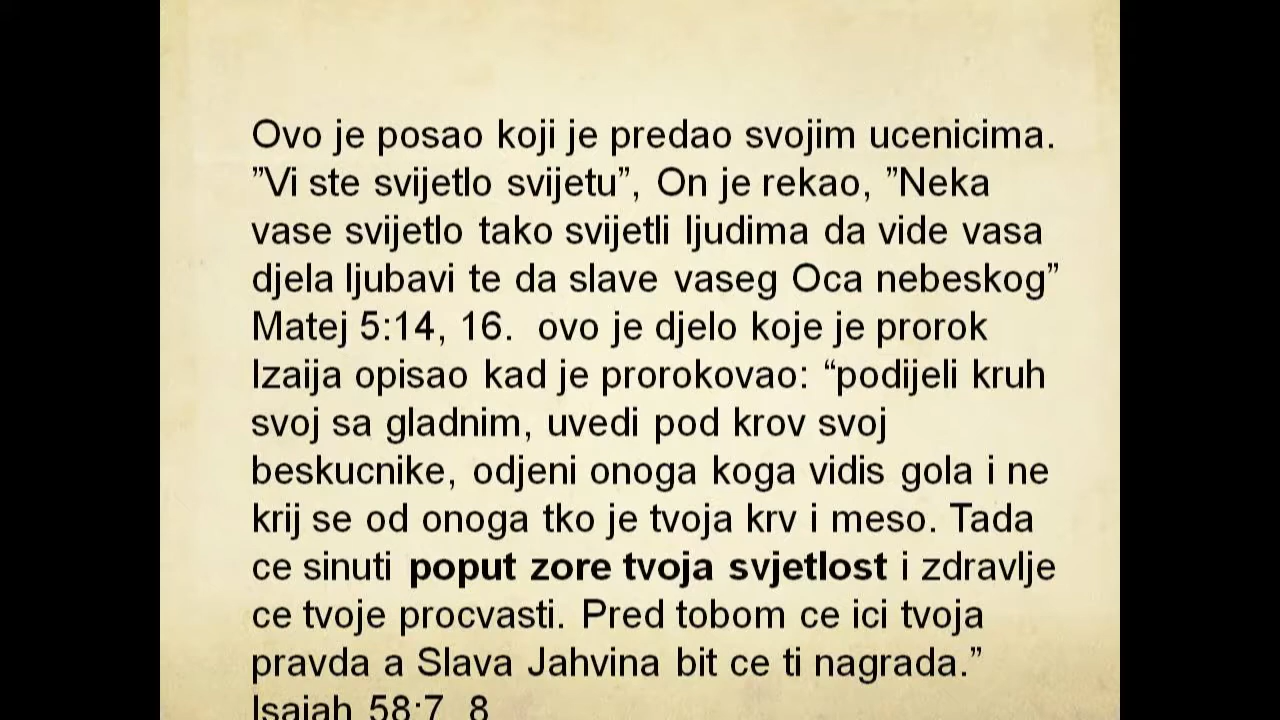 Ovo je posao koji je predao svojim ucenicima.
”Vi ste svijetlo svijetu”, On je rekao, ”Neka
vase svijetlo tako svijetli ljudima da vide vasa
djela ljubavi te da slave vaseg Oca nebeskog”
Matej 5:14, 16.  ovo je djelo koje je prorok
Izaija opisao kad je prorokovao: “podijeli kruh
svoj sa gladnim, uvedi pod krov svoj
beskucnike, odjeni onoga koga vidis gola i ne
krij se od onoga tko je tvoja krv i meso. Tada
ce sinuti poput zore tvoja svjetlost i zdravlje
ce tvoje procvasti. Pred tobom ce ici tvoja
pravda a Slava Jahvina bit ce ti nagrada.”
Isaiah 58:7, 8